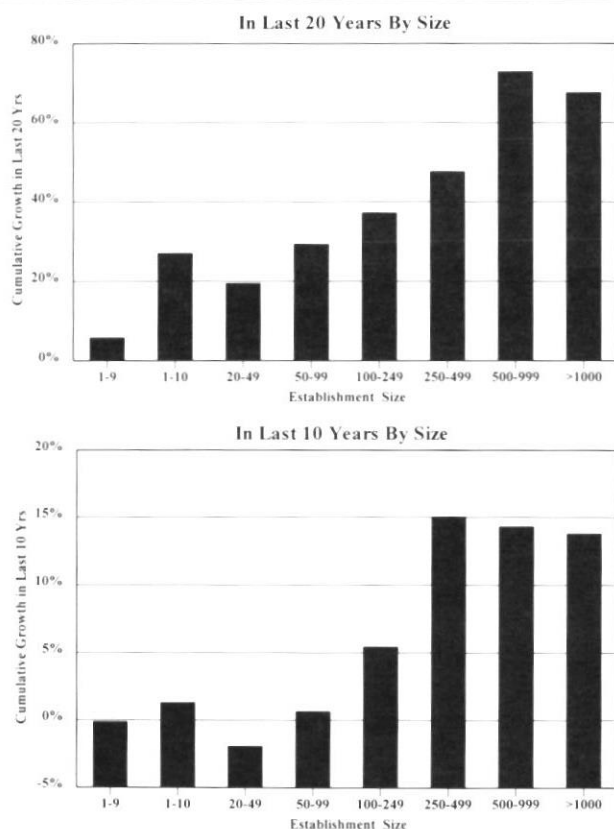 In Last 20 Years By Size
Cumulative Growth in Last 20 Yrs
80%
60%
40%
20%
0%
1-9 1-10 20-49 50-99 100-249 250-499 500-999 >1000
Establishment Size
In Last 10 Years By Size
Cumulative Growth in Last 10 Yrs
20%
15%
10%
5%
0%
-5%
1-9 1-10 20-49 50-99 100-249 250-499 500-999 >1000
Establishment Size